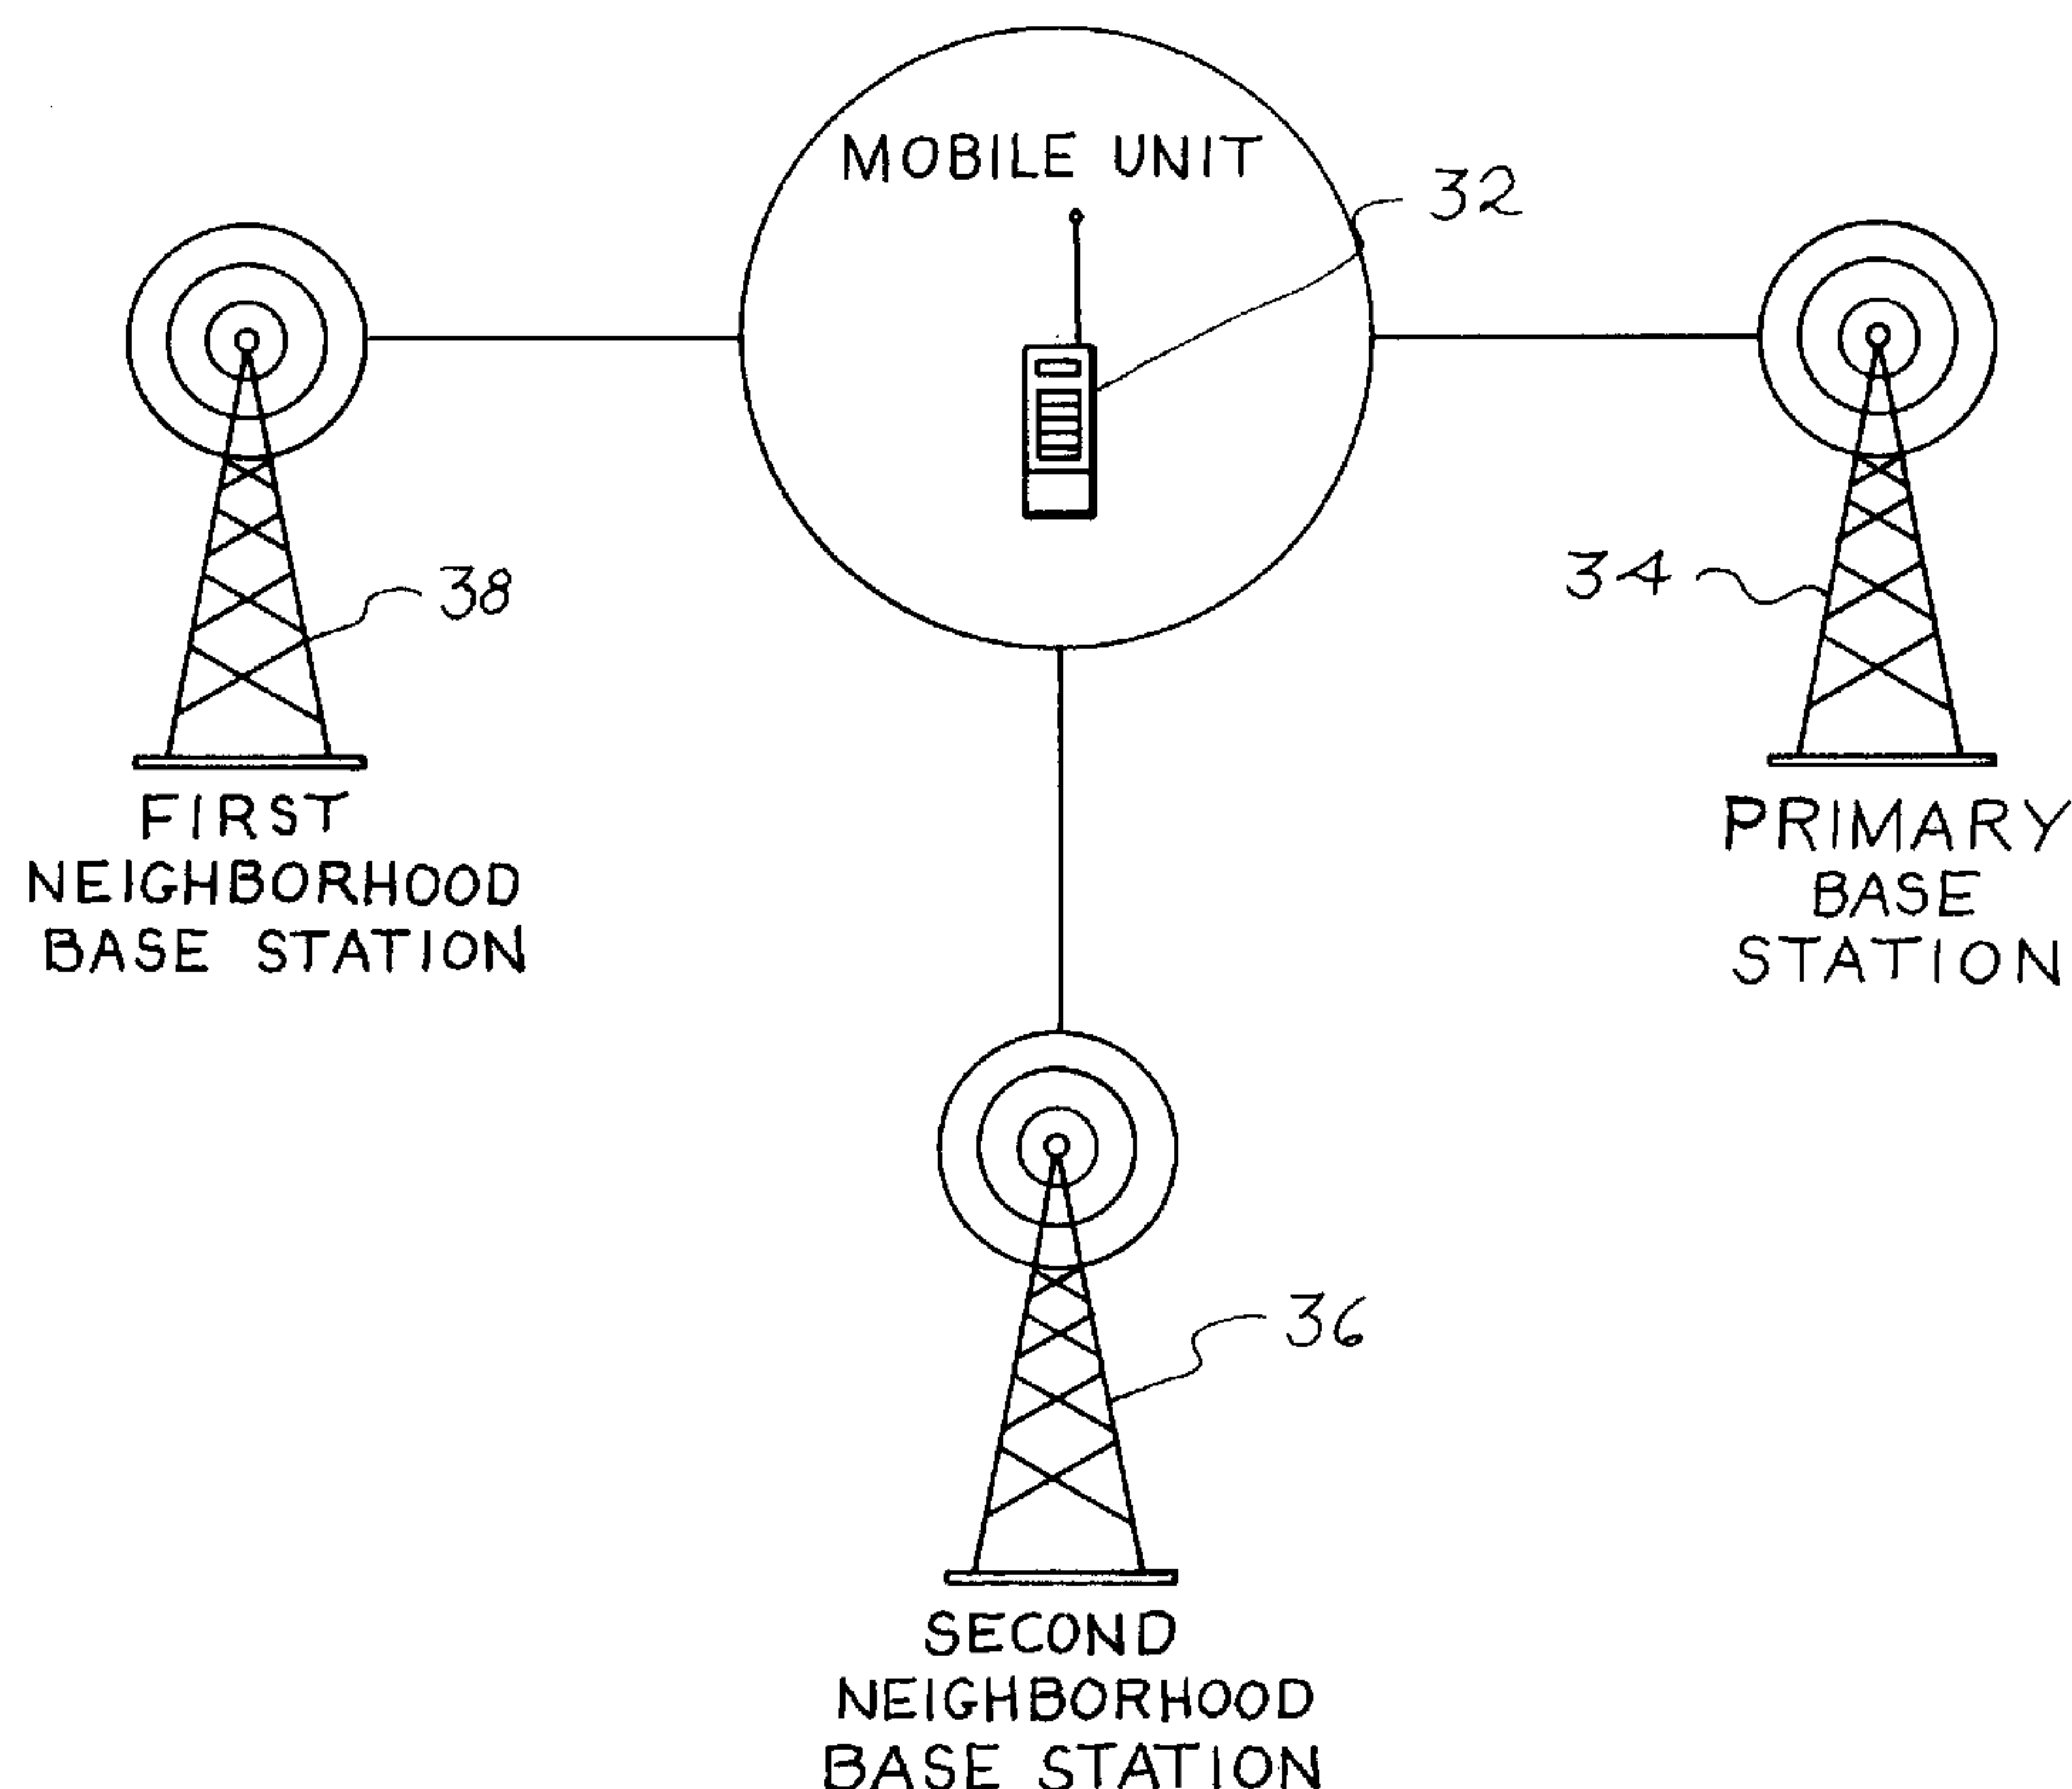 MOBILE UNIT
32
38
34
FIRST
NEIGHBORHOOD
BASE STATION
PRIMARY
BASE
STATION
36
SECOND
NEIGHBORHOOD
BASE STATION